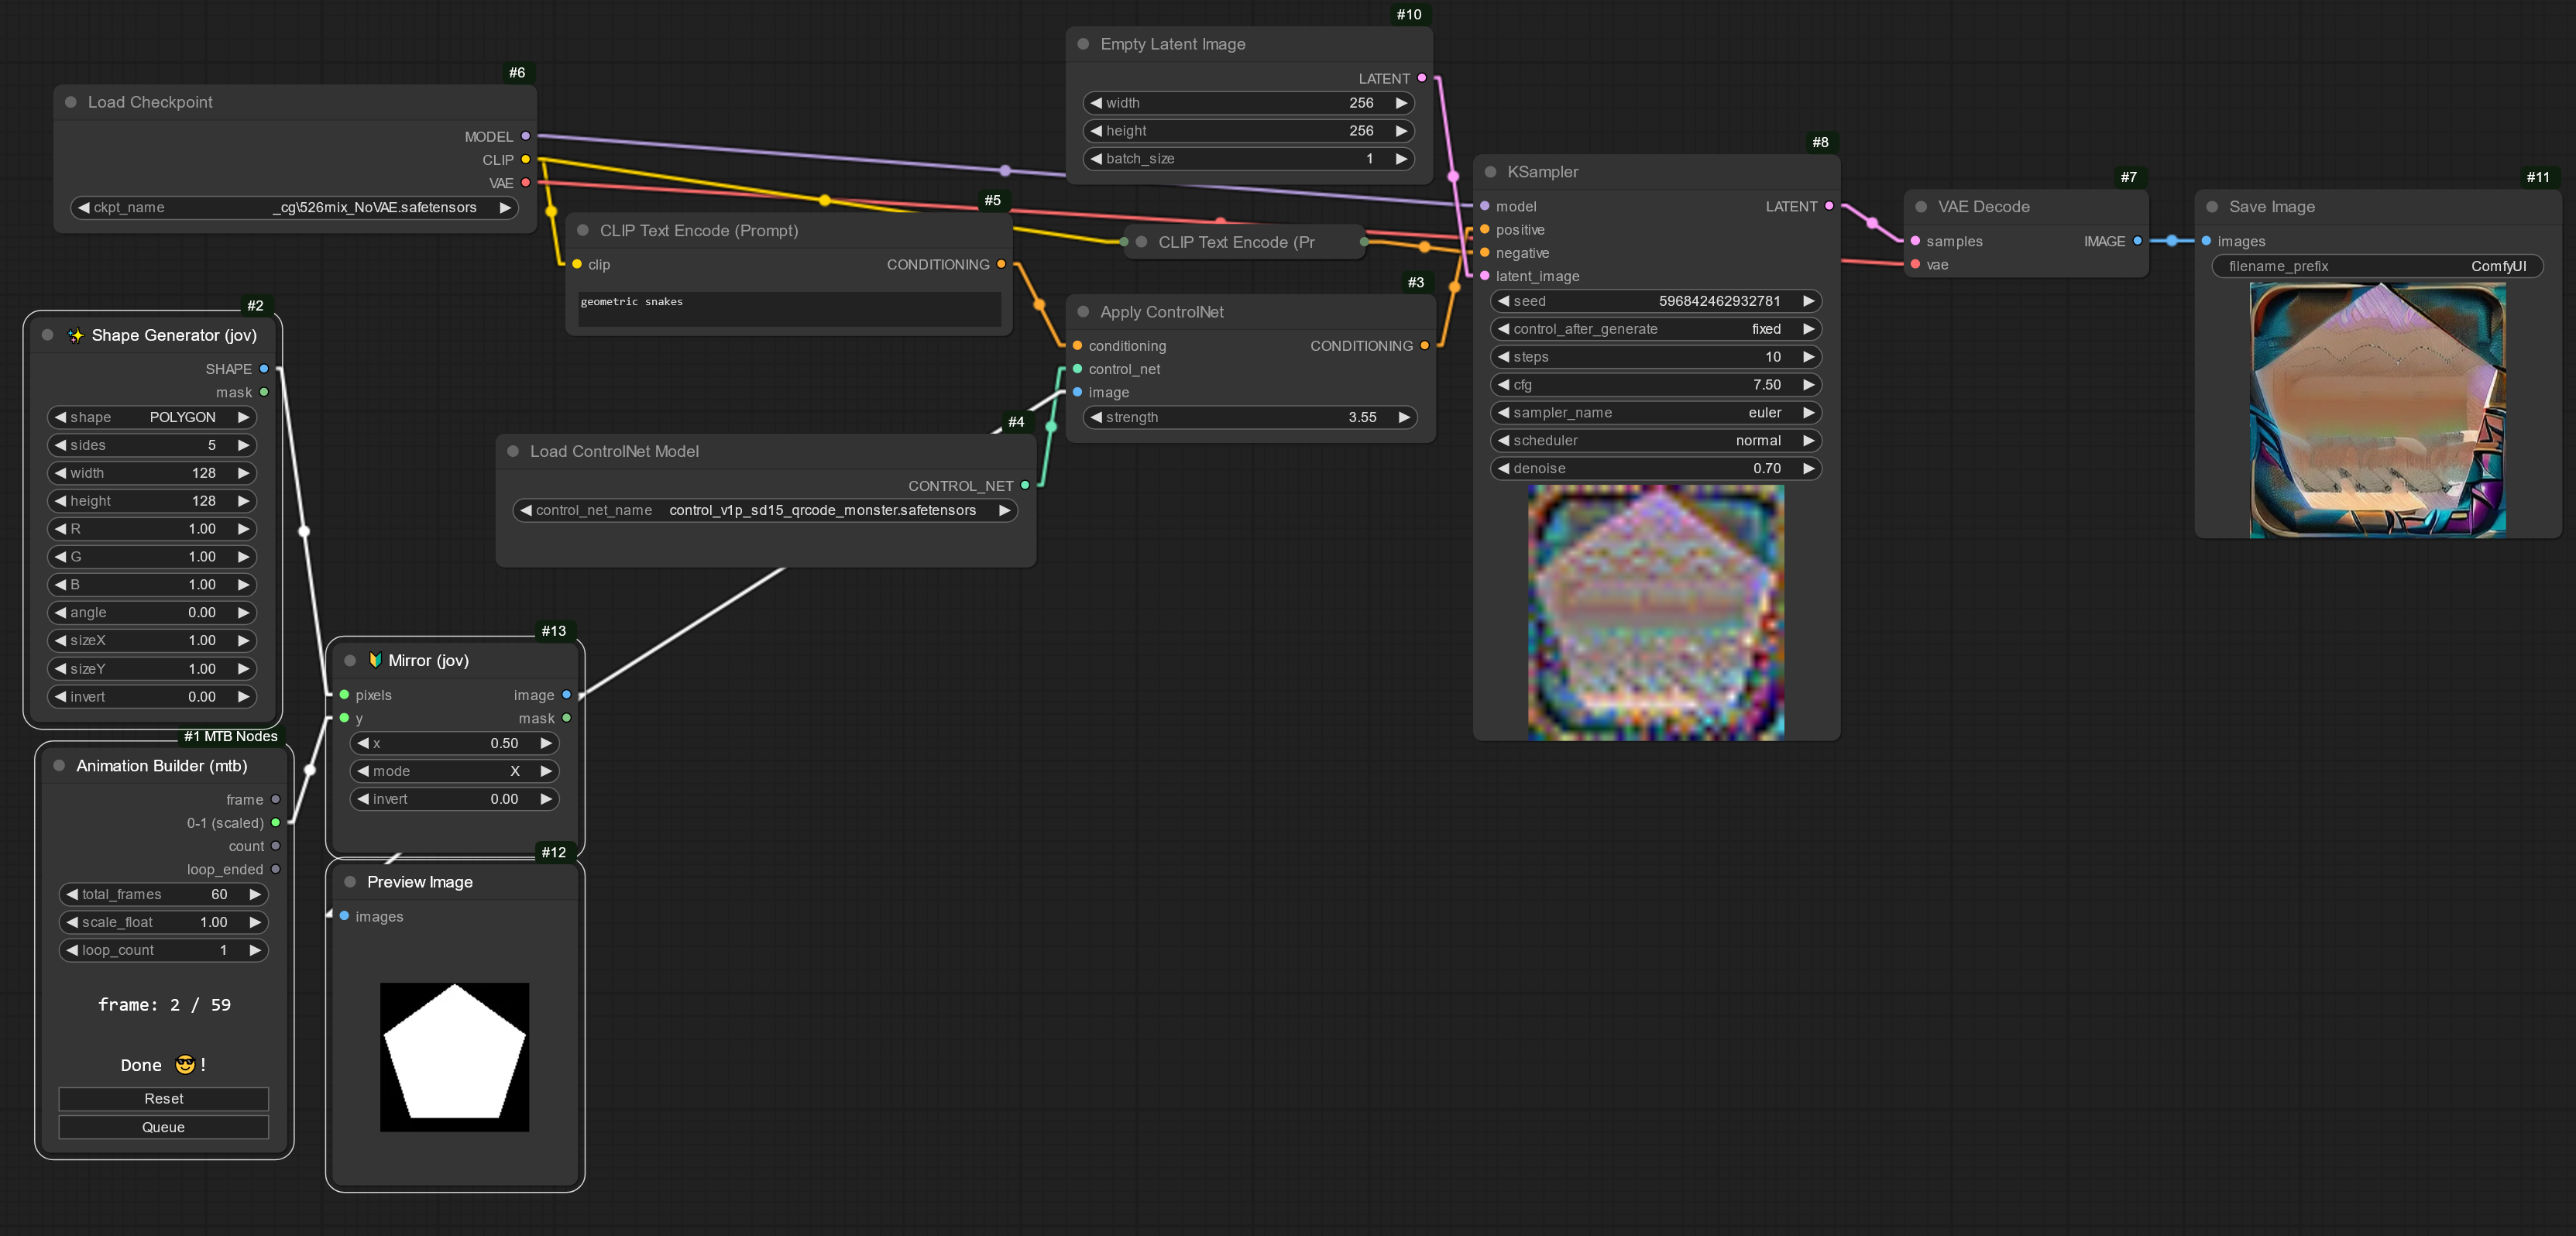 #6
Load Checkpoint
MODEL
CLIP
VAE
ckpt_name _cg\526mix_NoVAE.safetensors
#5
CLIP Text Encode (Prompt)
clip CONDITIONING
geometric snakes
#10
Empty Latent Image
LATENT
width 256
height 256
batch_size 1
CLIP Text Encode (Pr
#3
Apply ControlNet
conditioning CONDITIONING
control_net
image
strength 3.55
#4
Load ControlNet Model
CONTROL_NET
control_net_name control_v1p_sd15_qrcode_monster.safetensors
#8
KSampler
model LATENT
positive
negative
latent_image
seed 596842462932781
control_after_generate fixed
steps 10
cfg 7.50
sampler_name euler
scheduler normal
denoise 0.70
#7
VAE Decode
samples IMAGE
vae
#11
Save Image
images
filename_prefix ComfyUI
#2
✨ Shape Generator (jov)
SHAPE
mask
shape POLYGON
sides 5
width 128
height 128
R 1.00
G 1.00
B 1.00
angle 0.00
sizeX 1.00
sizeY 1.00
invert 0.00
#1 MTB Nodes
Animation Builder (mtb)
frame
0-1 (scaled)
count
loop_ended
total_frames 60
scale_float 1.00
loop_count 1
frame: 2 / 59
Done 😎!
Reset
Queue
#13
🔰 Mirror (jov)
pixels image
y mask
x 0.50
mode X
invert 0.00
#12
Preview Image
images